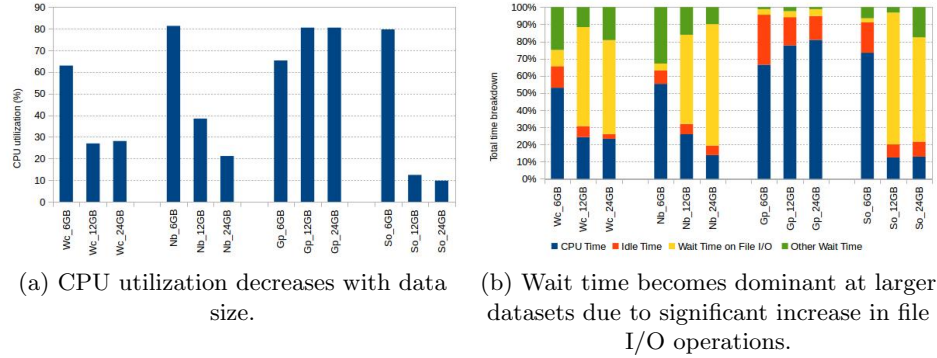 90
80
70
60
50
40
30
20
10
0
CPU utilization (%)
Wc_6GB
Wc_12GB
Wc_24GB
Nb_6GB
Nb_12GB
Nb_24GB
Gp_6GB
Gp_12GB
Gp_24GB
So_6GB
So_12GB
So_24GB
(a) CPU utilization decreases with data
size.
100%
90%
80%
70%
60%
50%
40%
30%
20%
10%
0%
Total time breakdown
Wc_6GB
Wc_12GB
Wc_24GB
Nb_6GB
Nb_12GB
Nb_24GB
Gp_6GB
Gp_12GB
Gp_24GB
So_6GB
So_12GB
So_24GB
CPU Time Idle Time Wait Time on File I/O Other Wait Time
(b) Wait time becomes dominant at larger
datasets due to significant increase in file
I/O operations.